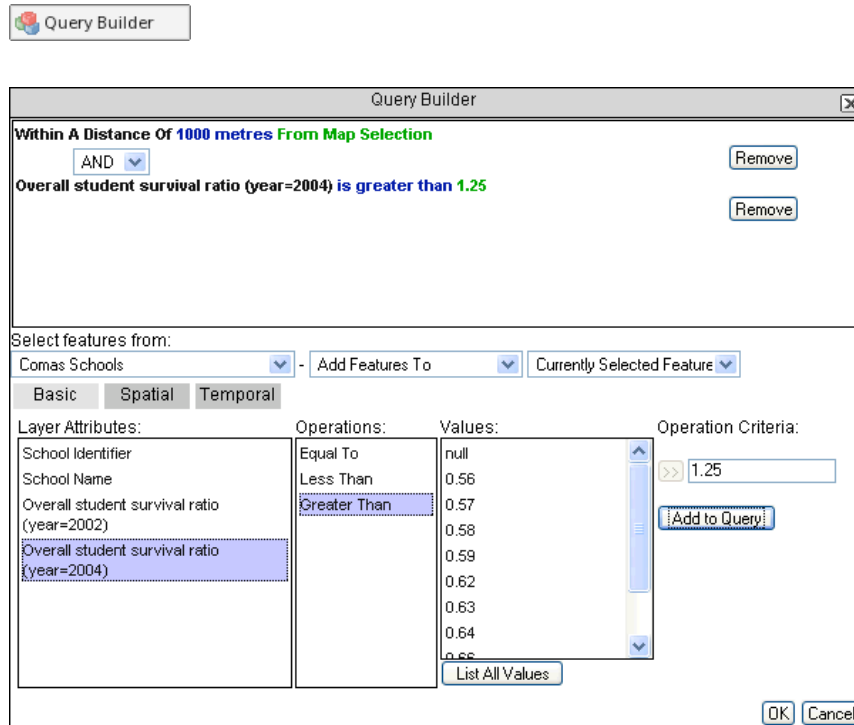 Query Builder
Query Builder
Within A Distance Of 1000 metres From Map Selection
AND
Remove
Overall student survival ratio (year=2004) is greater than 1.25
Remove
Select features from:
Comas Schools - Add Features To Currently Selected Feature
Basic Spatial Temporal
Layer Attributes: Operations: Values: Operation Criteria:
School Identifier Equal To null
School Name Less Than 0.56 >> 1.25
Overall student survival ratio Greater Than 0.57
(year=2002) 0.58 Add to Query
Overall student survival ratio 0.59
(year=2004) 0.62
0.63
0.64
0.66
List All Values
OK Cancel